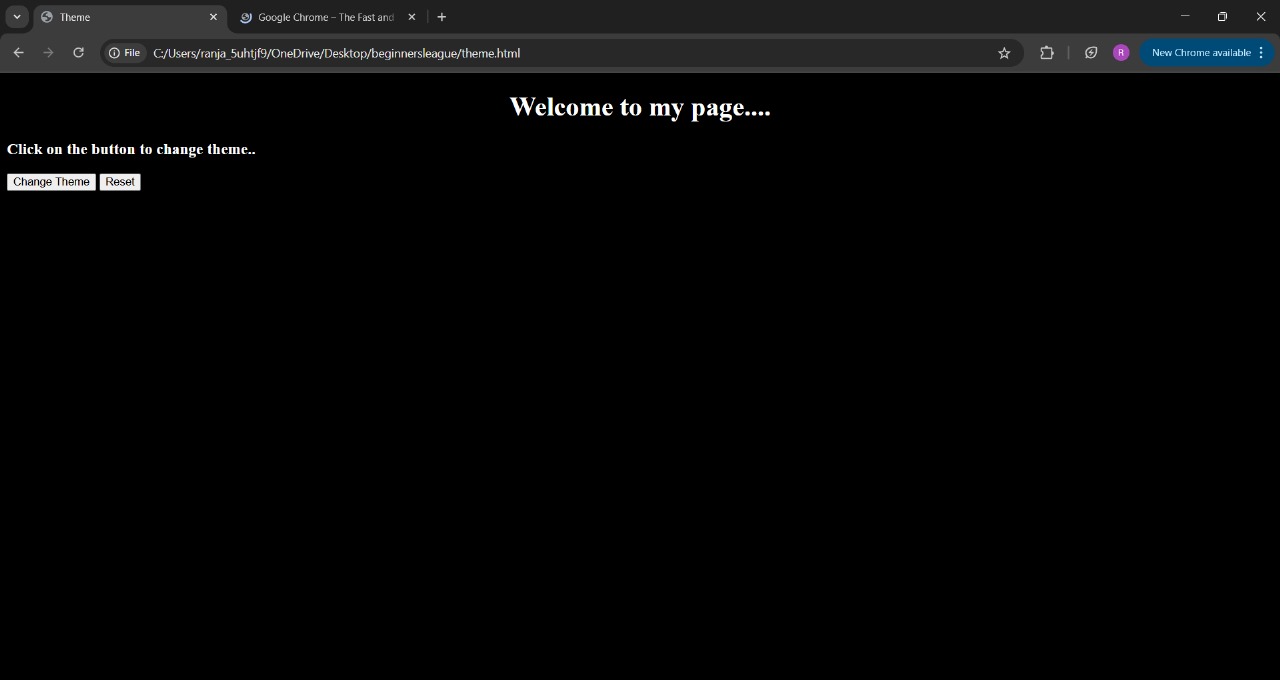 Theme
Google Chrome – The Fast and
File
C:/Users/ranja_5uhtjf9/OneDrive/Desktop/beginnersleague/theme.html
R
New Chrome available
Welcome to my page....
Click on the button to change theme..
Change Theme
Reset